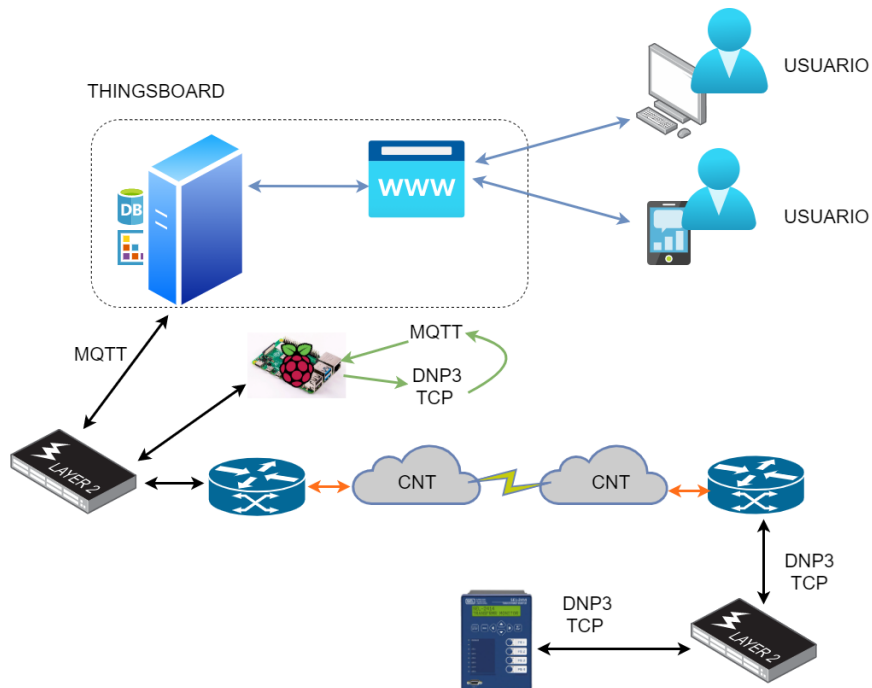 USUARIO
THINGSBOARD
WWW
DB
USUARIO
MQTT
MQTT
DNP3
TCP
LAYER 2
CNT
CNT
DNP3
TCP
DNP3
TCP
LAYER 2